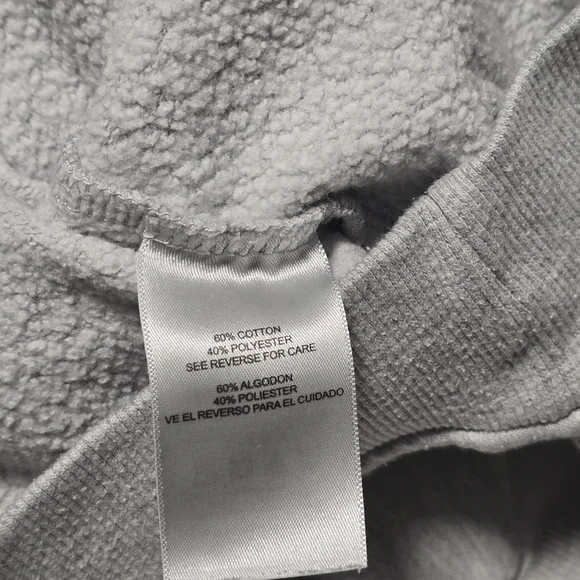 60% COTTON
40% POLYESTER
SEE REVERSE FOR CARE
60% ALGODON
40% POLIESTER
VE EL REVERSO PARA EL CUIDADO